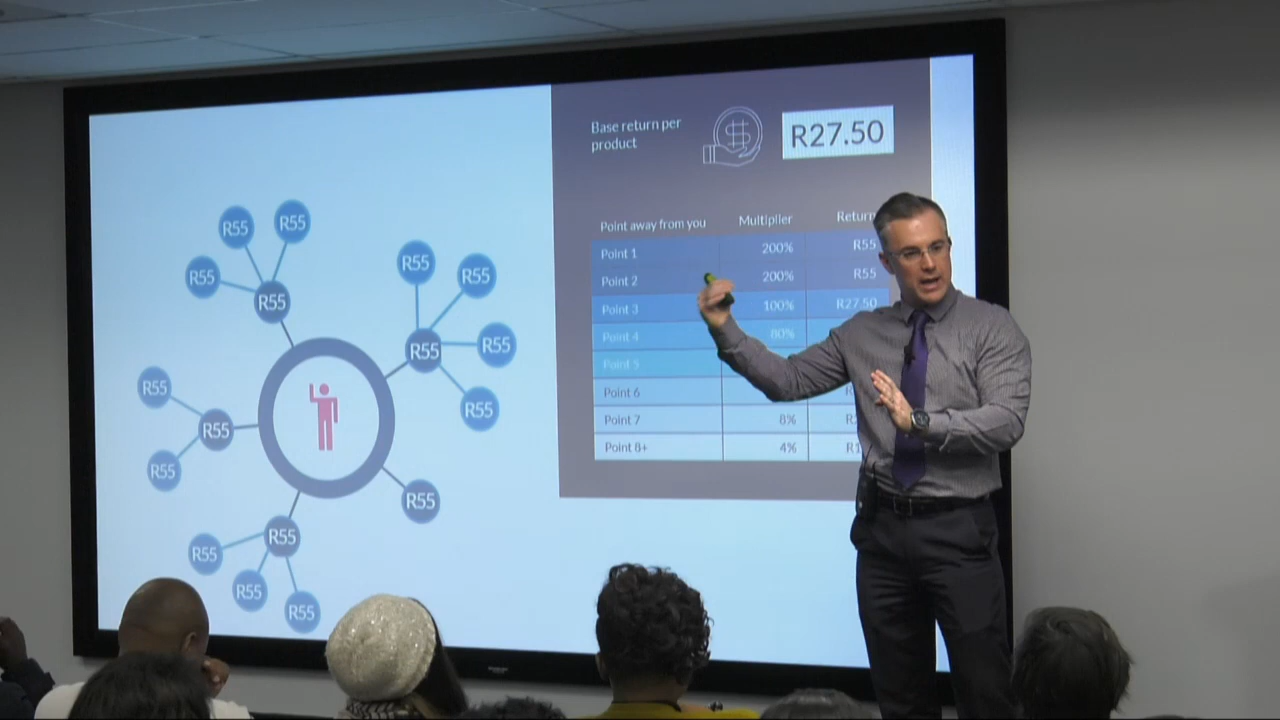 Base return per
product
R27.50
Point away from you Multiplier Return
Point 1 200% R55
Point 2 200% R55
Point 3 100% R27.50
Point 4 80%
Point 5
Point 6
Point 7 8%
Point 8+ 4%
R55 R55
R55 R55
R55
R55
R55 R55
R55
R55
R55
R55
R55
R55
R55
R55
R55
R55